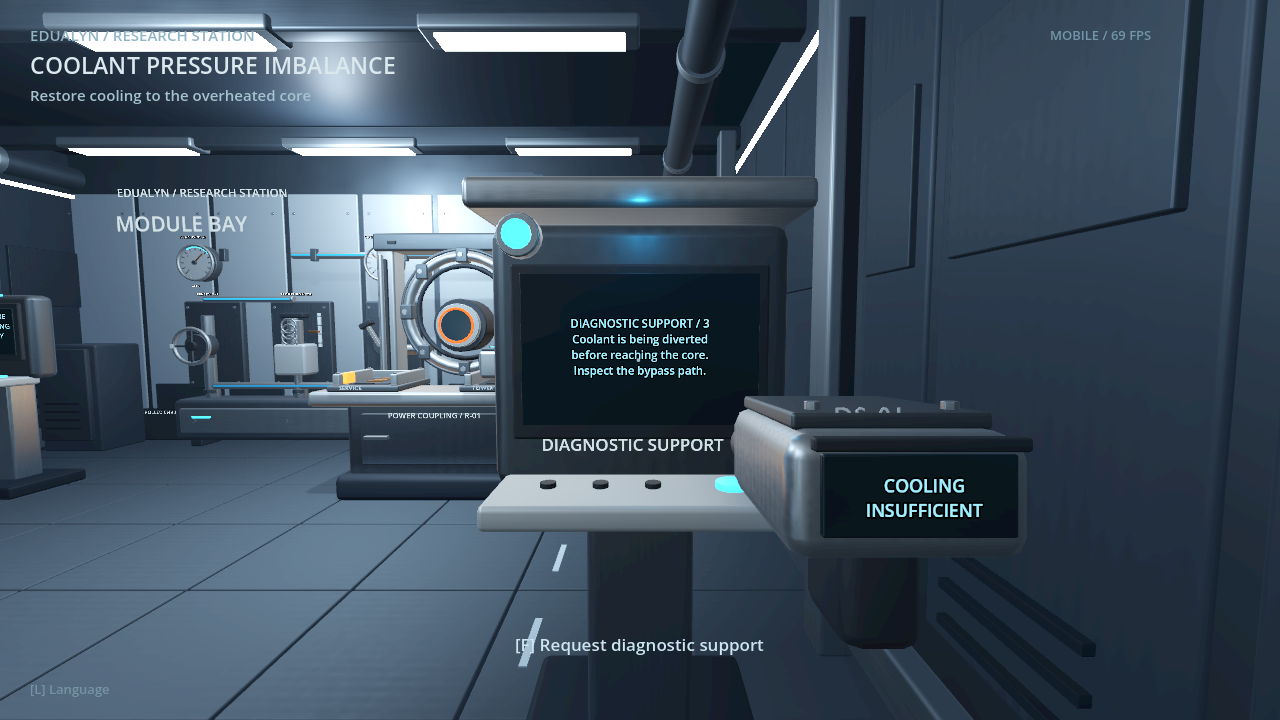 EDUALYN / RESEARCH STATION
MOBILE / 69 FPS
COOLANT PRESSURE IMBALANCE
Restore cooling to the overheated core
EDUALYN / RESEARCH STATION
MODULE BAY
DIAGNOSTIC SUPPORT / 3
Coolant is being diverted
before reaching the core.
Inspect the bypass path.
SERVICE
POWER COUPLING / R-01
DIAGNOSTIC SUPPORT
COOLING
INSUFFICIENT
[F] Request diagnostic support
[L] Language